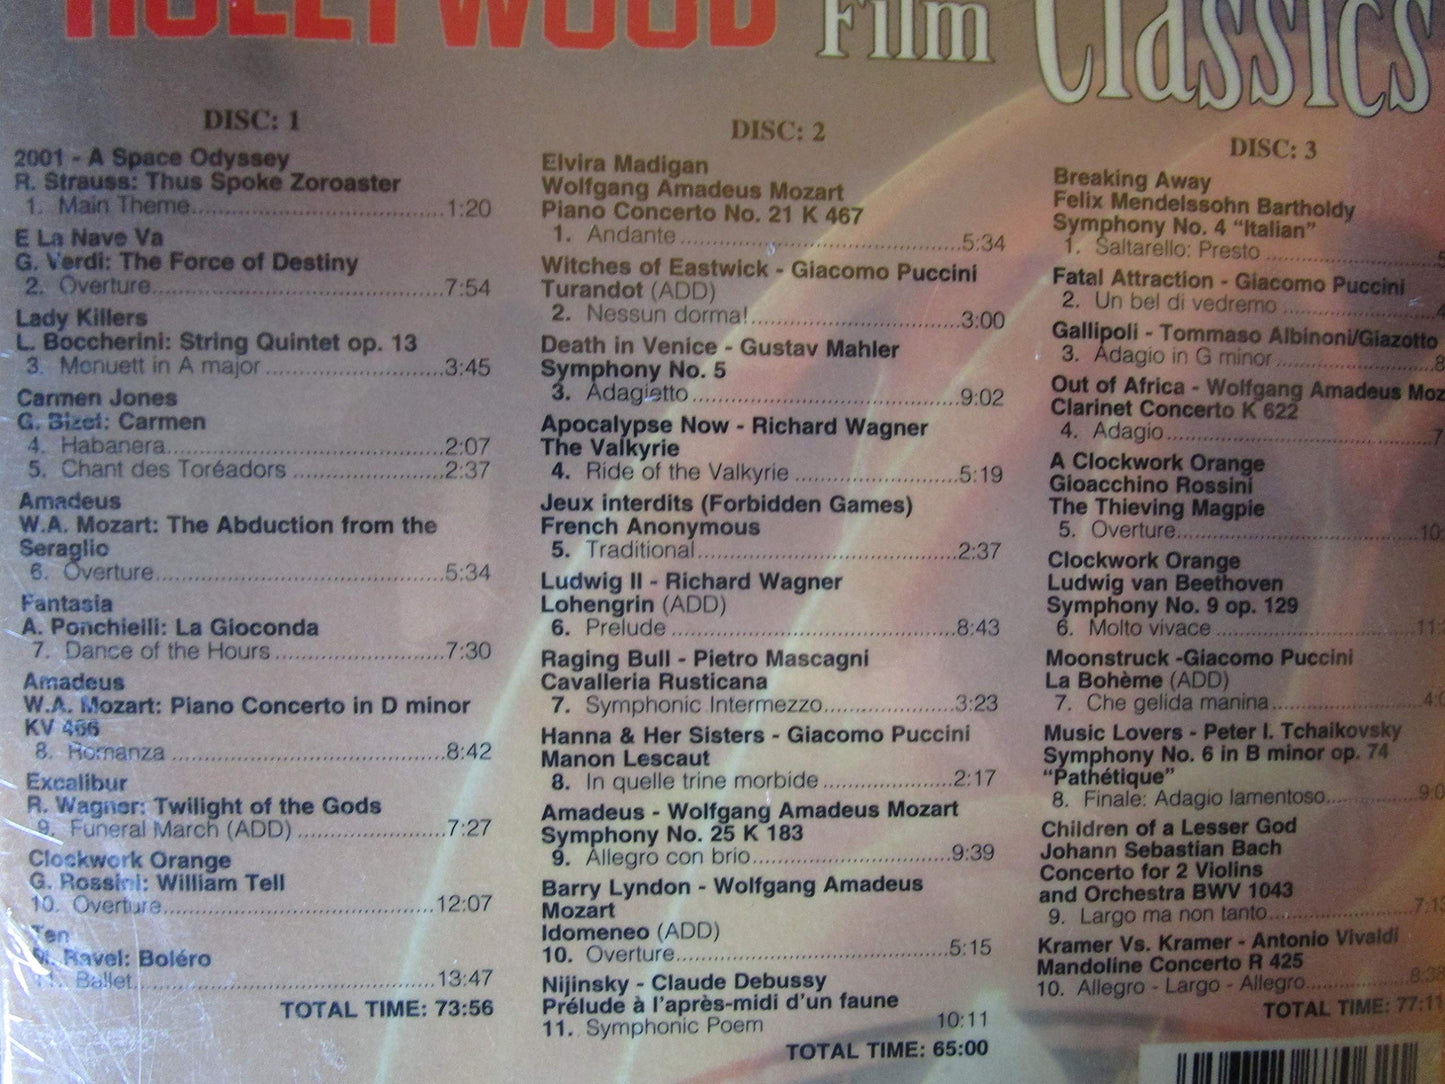 HOLLYWOOD Film Classics
DISC: 1
2001 - A Space Odyssey
R. Strauss: Thus Spoke Zoroaster
1. Main Theme 1:20
E La Nave Va
G. Verdi: The Force of Destiny
2. Overture 7:54
Lady Killers
L. Boccherini: String Quintet op. 13
3. Menuett in A major 3:45
Carmen Jones
G. Bizet: Carmen
4. Habanera 2:07
5. Chant des Toréadors 2:37
Amadeus
W.A. Mozart: The Abduction from the
Seraglio
6. Overture 5:34
Fantasia
A. Ponchielli: La Gioconda
7. Dance of the Hours 7:30
Amadeus
W.A. Mozart: Piano Concerto in D minor
KV 466
8. Romanza 8:42
Excalibur
R. Wagner: Twilight of the Gods
9. Funeral March (ADD) 7:27
Clockwork Orange
G. Rossini: William Tell
10. Overture 12:07
Ten
M. Ravel: Boléro
11. Ballet 13:47
TOTAL TIME: 73:56
DISC: 2
Elvira Madigan
Wolfgang Amadeus Mozart
Piano Concerto No. 21 K 467
1. Andante 5:34
Witches of Eastwick - Giacomo Puccini
Turandot (ADD)
2. Nessun dorma! 3:00
Death in Venice - Gustav Mahler
Symphony No. 5
3. Adagietto 9:02
Apocalypse Now - Richard Wagner
The Valkyrie
4. Ride of the Valkyrie 5:19
Jeux interdits (Forbidden Games)
French Anonymous
5. Traditional 2:37
Ludwig II - Richard Wagner
Lohengrin (ADD)
6. Prelude 8:43
Raging Bull - Pietro Mascagni
Cavalleria Rusticana
7. Symphonic Intermezzo 3:23
Hanna & Her Sisters - Giacomo Puccini
Manon Lescaut
8. In quelle trine morbide 2:17
Amadeus - Wolfgang Amadeus Mozart
Symphony No. 25 K 183
9. Allegro con brio 9:39
Barry Lyndon - Wolfgang Amadeus
Mozart
Idomeneo (ADD)
10. Overture 5:15
Nijinsky - Claude Debussy
Prélude à l'après-midi d'un faune
11. Symphonic Poem 10:11
TOTAL TIME: 65:00
DISC: 3
Breaking Away
Felix Mendelssohn Bartholdy
Symphony No. 4 "Italian"
1. Saltarello: Presto
Fatal Attraction - Giacomo Puccini
2. Un bel di vedremo
Gallipoli - Tommaso Albinoni/Giazotto
3. Adagio in G minor
Out of Africa - Wolfgang Amadeus Moz
Clarinet Concerto K 622
4. Adagio
A Clockwork Orange
Gioacchino Rossini
The Thieving Magpie
5. Overture
Clockwork Orange
Ludwig van Beethoven
Symphony No. 9 op. 129
6. Molto vivace
Moonstruck -Giacomo Puccini
La Bohème (ADD)
7. Che gelida manina
Music Lovers - Peter I. Tchaikovsky
Symphony No. 6 in B minor op. 74
"Pathétique"
8. Finale: Adagio lamentoso
Children of a Lesser God
Johann Sebastian Bach
Concerto for 2 Violins
and Orchestra BWV 1043
9. Largo ma non tanto
Kramer Vs. Kramer - Antonio Vivaldi
Mandoline Concerto R 425
10. Allegro - Largo - Allegro
TOTAL TIME: 77:11